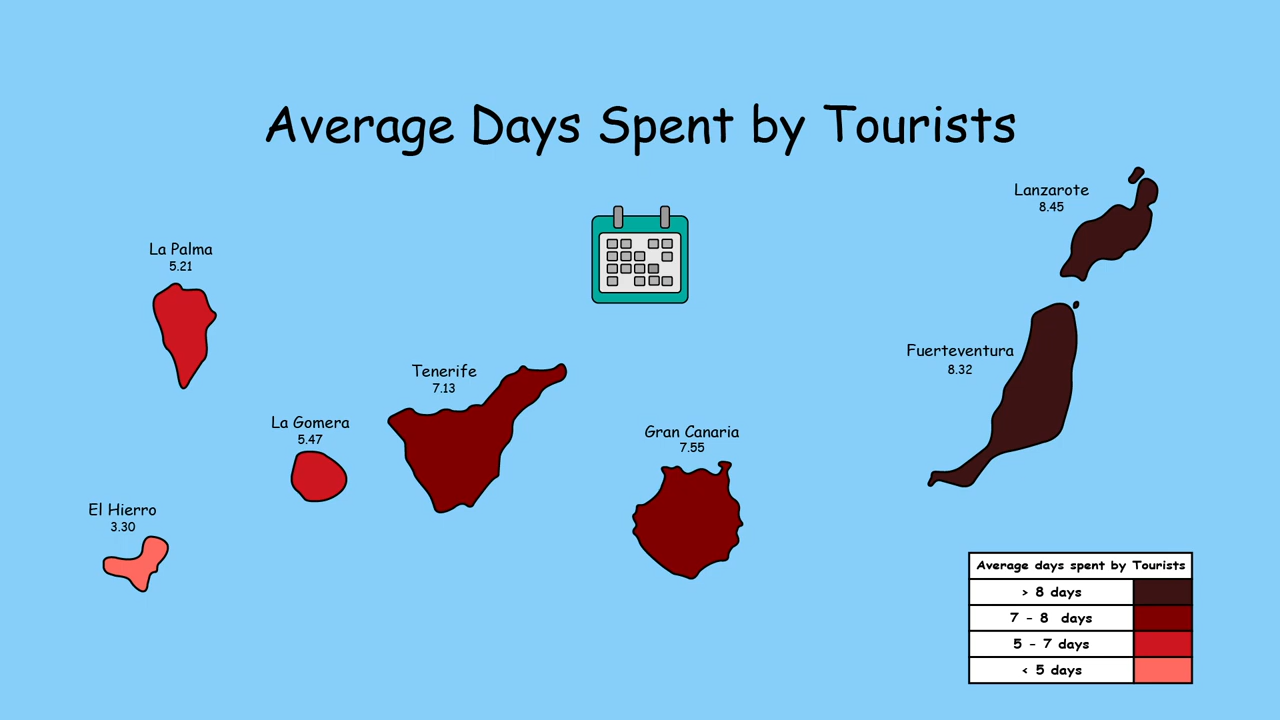 Average Days Spent by Tourists
Lanzarote
8.45
La Palma
5.21
Fuerteventura
8.32
Tenerife
7.13
La Gomera
5.47
Gran Canaria
7.55
El Hierro
3.30
Average days spent by Tourists
> 8 days
7 - 8 days
5 - 7 days
< 5 days